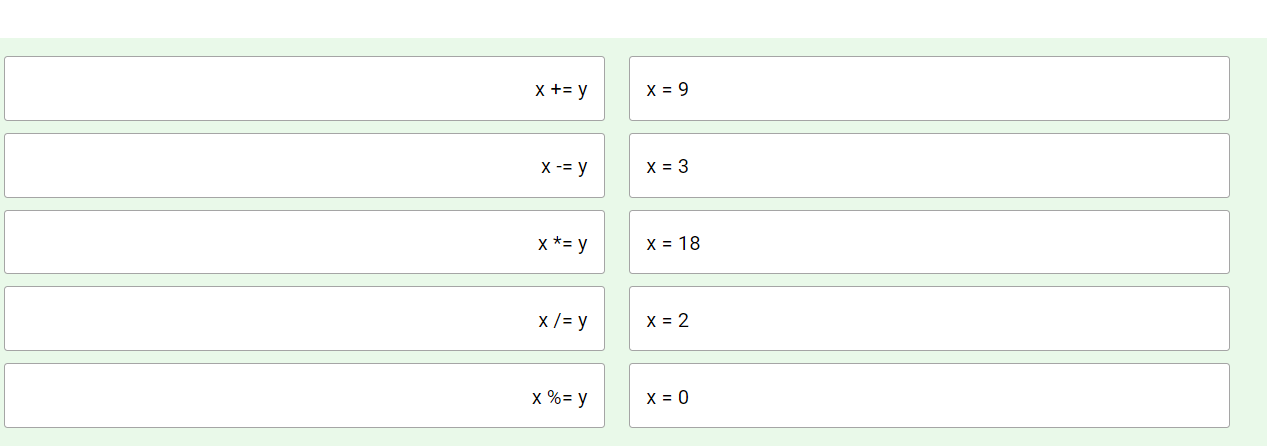 x += y x = 9
x -= y x = 3
x *= y x = 18
x /= y x = 2
x %= y x = 0